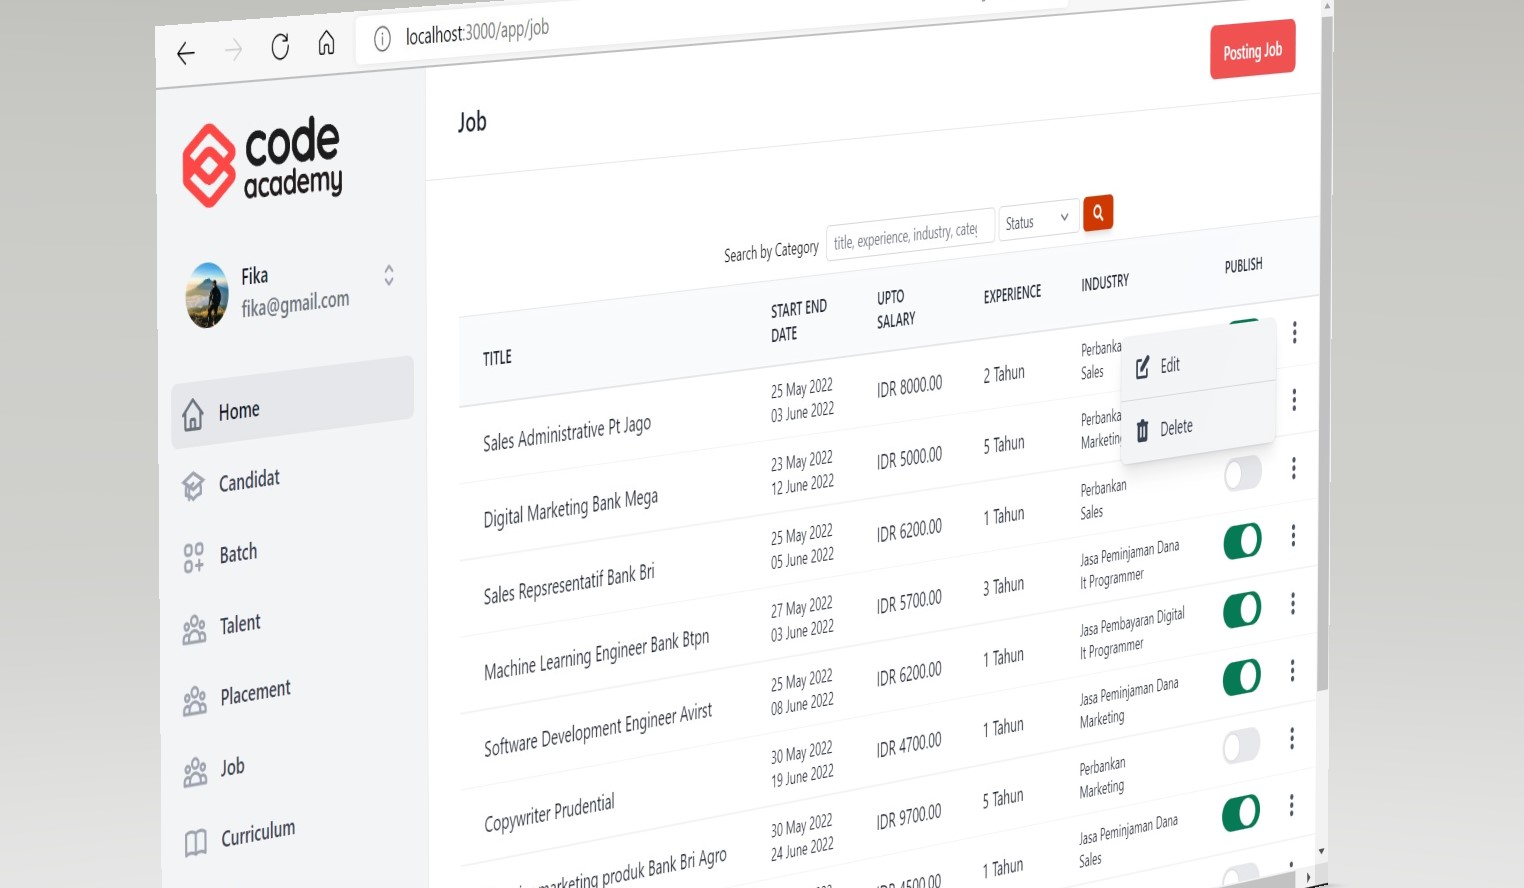 localhost:3000/app/job
Posting Job
code
academy
Job
Fika
fika@gmail.com
Search by Category
title, experience, industry, categ
Status
Home
Candidat
Batch
Talent
Placement
Job
Curriculum
TITLE
START END
DATE
UPTO
SALARY
EXPERIENCE
INDUSTRY
PUBLISH
Sales Administrative Pt Jago
25 May 2022
03 June 2022
IDR 8000.00
2 Tahun
Perbanka
Sales
Edit
Delete
Digital Marketing Bank Mega
23 May 2022
12 June 2022
IDR 5000.00
5 Tahun
Perbanka
Marketing
Sales Repsresentatif Bank Bri
25 May 2022
05 June 2022
IDR 6200.00
1 Tahun
Perbankan
Sales
Machine Learning Engineer Bank Btpn
27 May 2022
03 June 2022
IDR 5700.00
3 Tahun
Jasa Peminjaman Dana
It Programmer
Software Development Engineer Avirst
25 May 2022
08 June 2022
IDR 6200.00
1 Tahun
Jasa Pembayaran Digital
It Programmer
Copywriter Prudential
30 May 2022
19 June 2022
IDR 4700.00
1 Tahun
Jasa Peminjaman Dana
Marketing
marketing produk Bank Bri Agro
30 May 2022
24 June 2022
IDR 9700.00
5 Tahun
Perbankan
Marketing
IDR 4500.00
1 Tahun
Jasa Peminjaman Dana
Sales